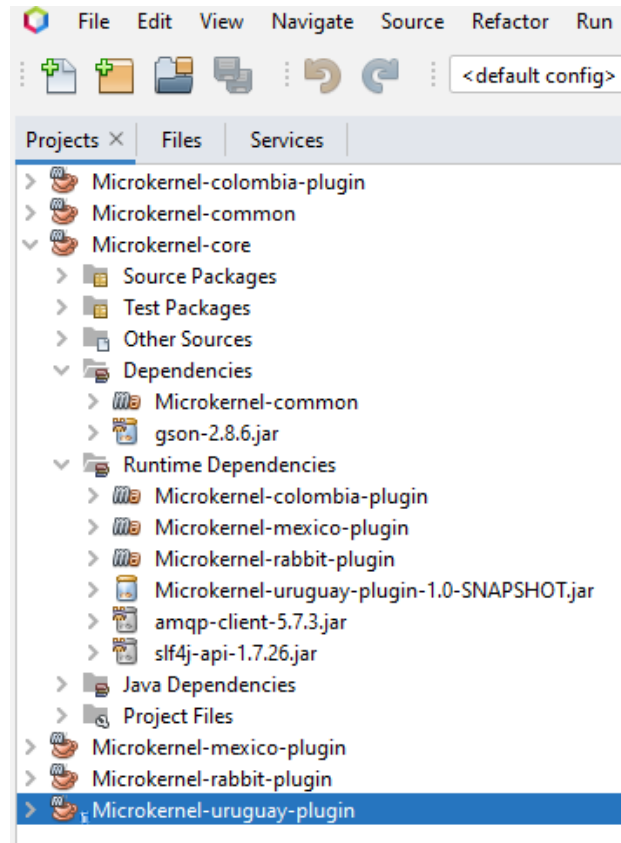 File Edit View Navigate Source Refactor Run
<default config>
Projects Files Services
Microkernel-colombia-plugin
Microkernel-common
Microkernel-core
Source Packages
Test Packages
Other Sources
Dependencies
Microkernel-common
gson-2.8.6.jar
Runtime Dependencies
Microkernel-colombia-plugin
Microkernel-mexico-plugin
Microkernel-rabbit-plugin
Microkernel-uruguay-plugin-1.0-SNAPSHOT.jar
amqp-client-5.7.3.jar
slf4j-api-1.7.26.jar
Java Dependencies
Project Files
Microkernel-mexico-plugin
Microkernel-rabbit-plugin
Microkernel-uruguay-plugin